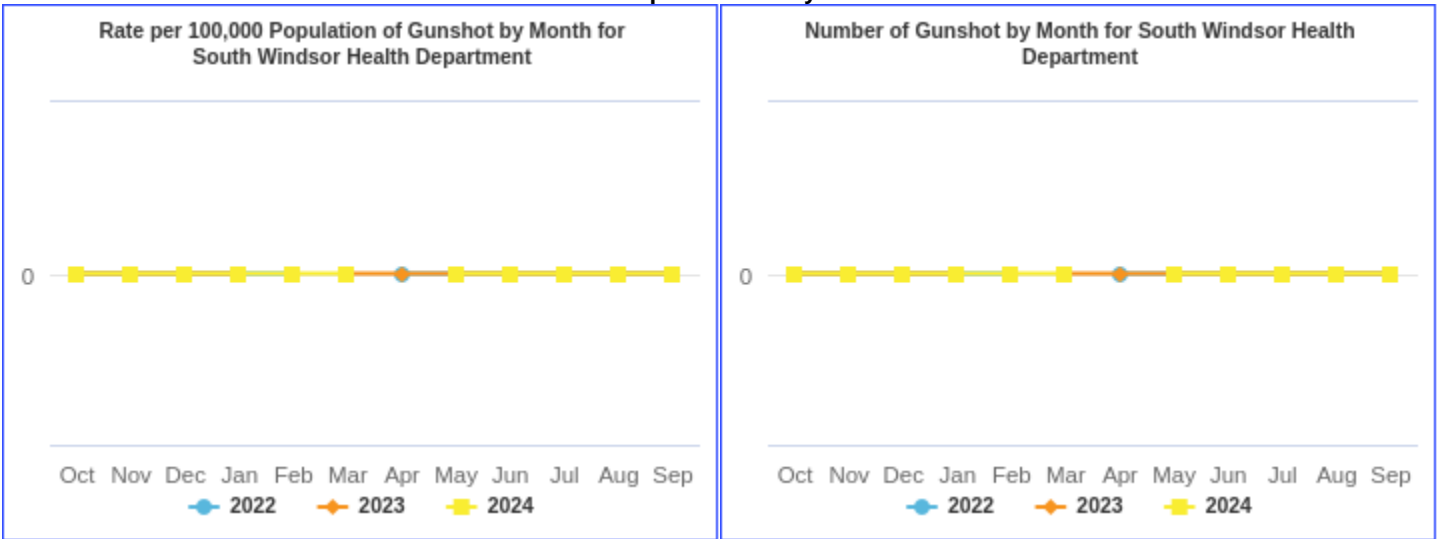 Rate per 100,000 Population of Gunshot by Month for
South Windsor Health Department
0
Oct Nov Dec Jan Feb Mar Apr May Jun Jul Aug Sep
2022 2023 2024
Number of Gunshot by Month for South Windsor Health
Department
0
Oct Nov Dec Jan Feb Mar Apr May Jun Jul Aug Sep
2022 2023 2024